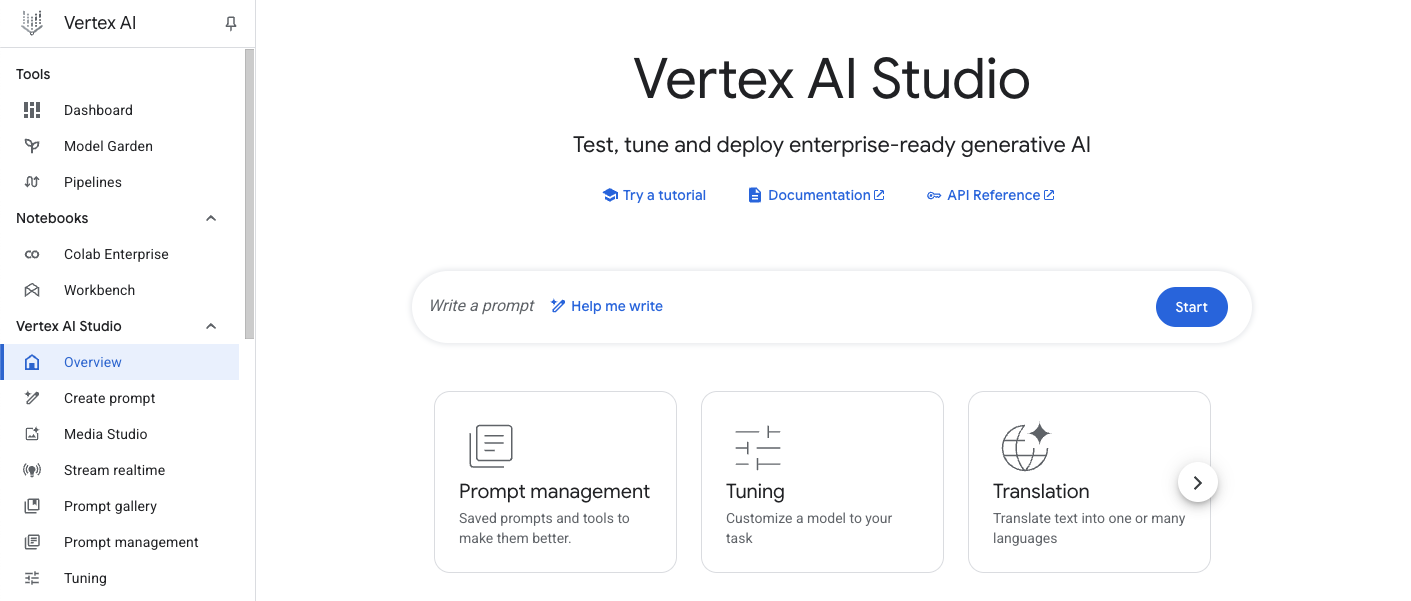 Vertex AI
Tools
Dashboard
Model Garden
Pipelines
Notebooks
Colab Enterprise
Workbench
Vertex AI Studio
Overview
Create prompt
Media Studio
Stream realtime
Prompt gallery
Prompt management
Tuning
Vertex AI Studio
Test, tune and deploy enterprise-ready generative AI
Try a tutorial Documentation API Reference
Write a prompt Help me write Start
Prompt management
Saved prompts and tools to
make them better.
Tuning
Customize a model to your
task
Translation
Translate text into one or many
languages